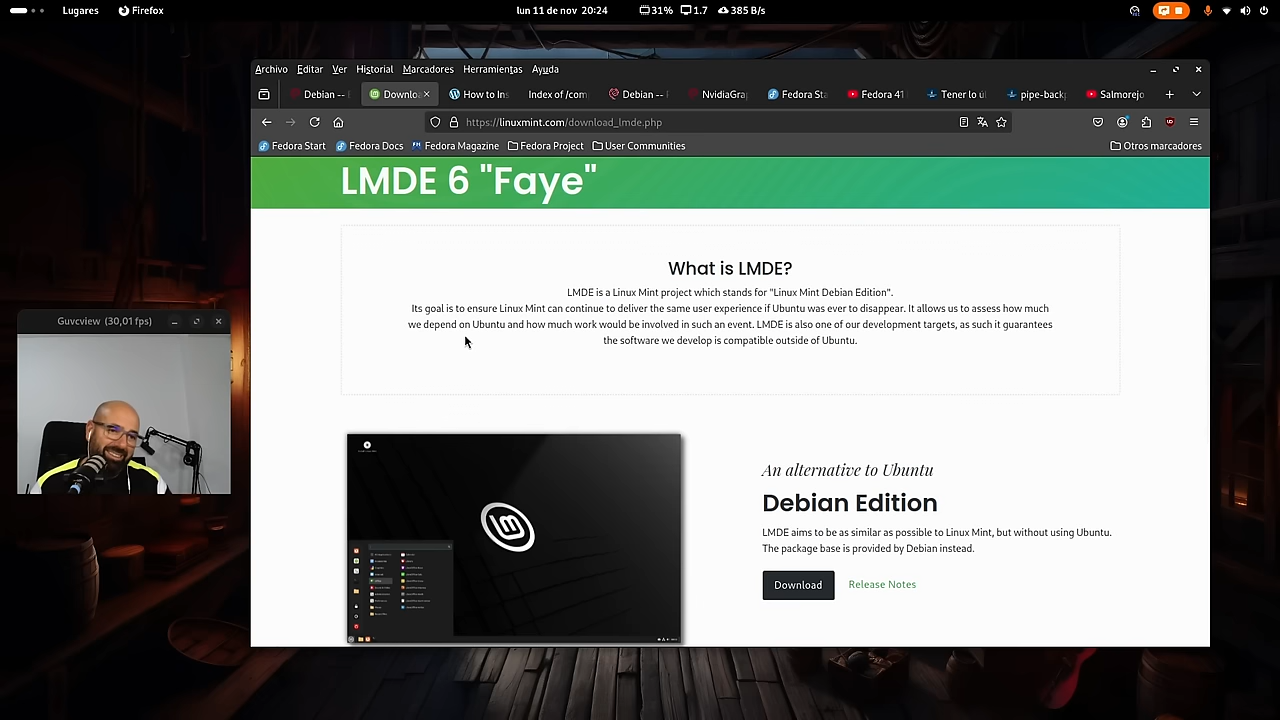 Lugares Firefox lun 11 de nov 20:24 31% 1.7 385 B/s
Archivo Editar Ver Historial Marcadores Herramientas Ayuda
Debian -- Downlo How to Ins Index of /com Debian -- NvidiaGra Fedora Sta Fedora 41 Tener lo úl pipe-back Salmorejo
https://linuxmint.com/download_lmde.php
Fedora Start Fedora Docs Fedora Magazine Fedora Project User Communities Otros marcadores
LMDE 6 "Faye"
What is LMDE?
LMDE is a Linux Mint project which stands for "Linux Mint Debian Edition".
Its goal is to ensure Linux Mint can continue to deliver the same user experience if Ubuntu was ever to disappear. It allows us to assess how much
we depend on Ubuntu and how much work would be involved in such an event. LMDE is also one of our development targets, as such it guarantees
the software we develop is compatible outside of Ubuntu.
Guvcview (30,01 fps)
An alternative to Ubuntu
Debian Edition
LMDE aims to be as similar as possible to Linux Mint, but without using Ubuntu.
The package base is provided by Debian instead.
Download Release Notes